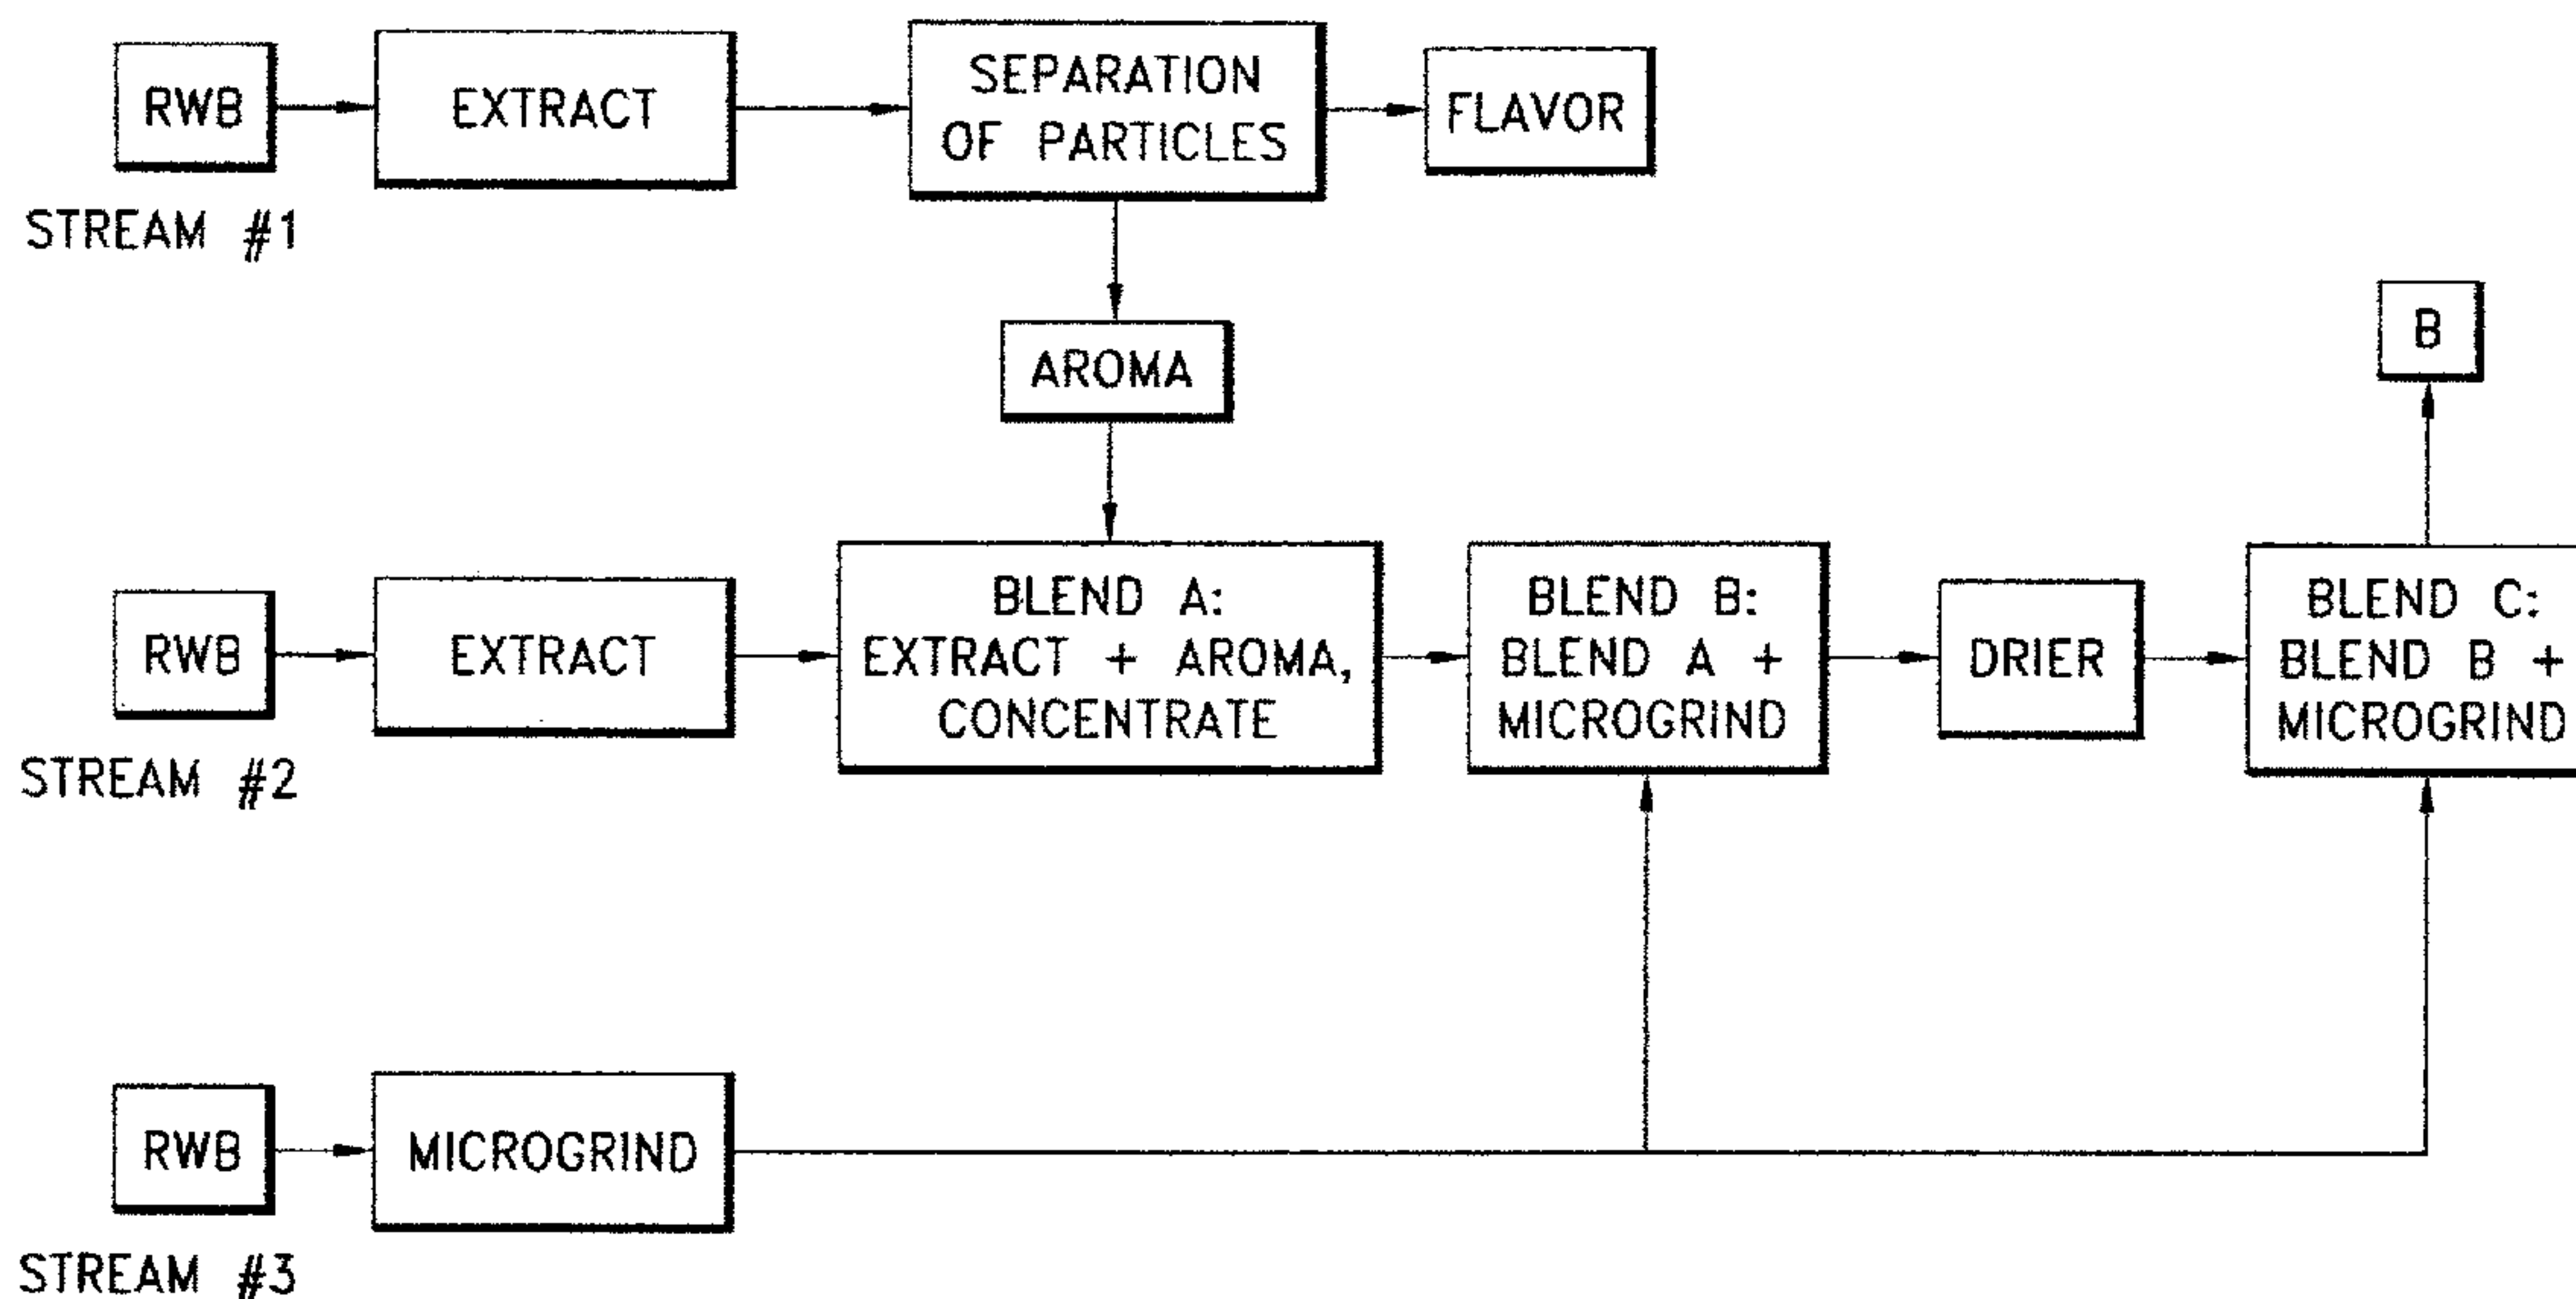 RWB
EXTRACT
SEPARATION
OF PARTICLES
FLAVOR
STREAM #1
AROMA
B
RWB
EXTRACT
BLEND A:
EXTRACT + AROMA,
CONCENTRATE
BLEND B:
BLEND A +
MICROGRIND
DRIER
BLEND C:
BLEND B +
MICROGRIND
STREAM #2
RWB
MICROGRIND
STREAM #3